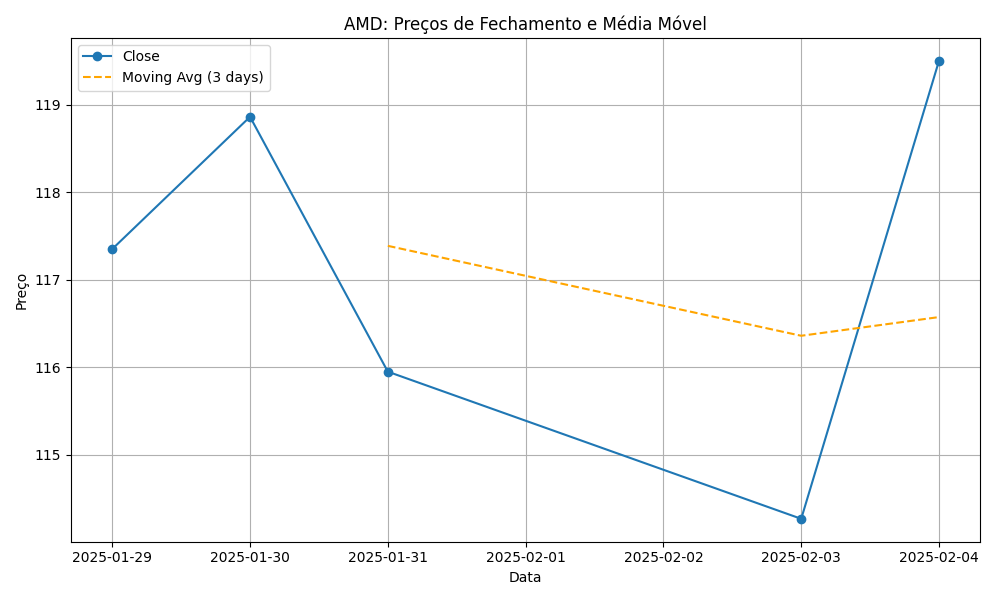 AMD: Preços de Fechamento e Média Móvel
Close
Moving Avg (3 days)
Preço
119
118
117
116
115
2025-01-29 2025-01-30 2025-01-31 2025-02-01 2025-02-02 2025-02-03 2025-02-04
Data